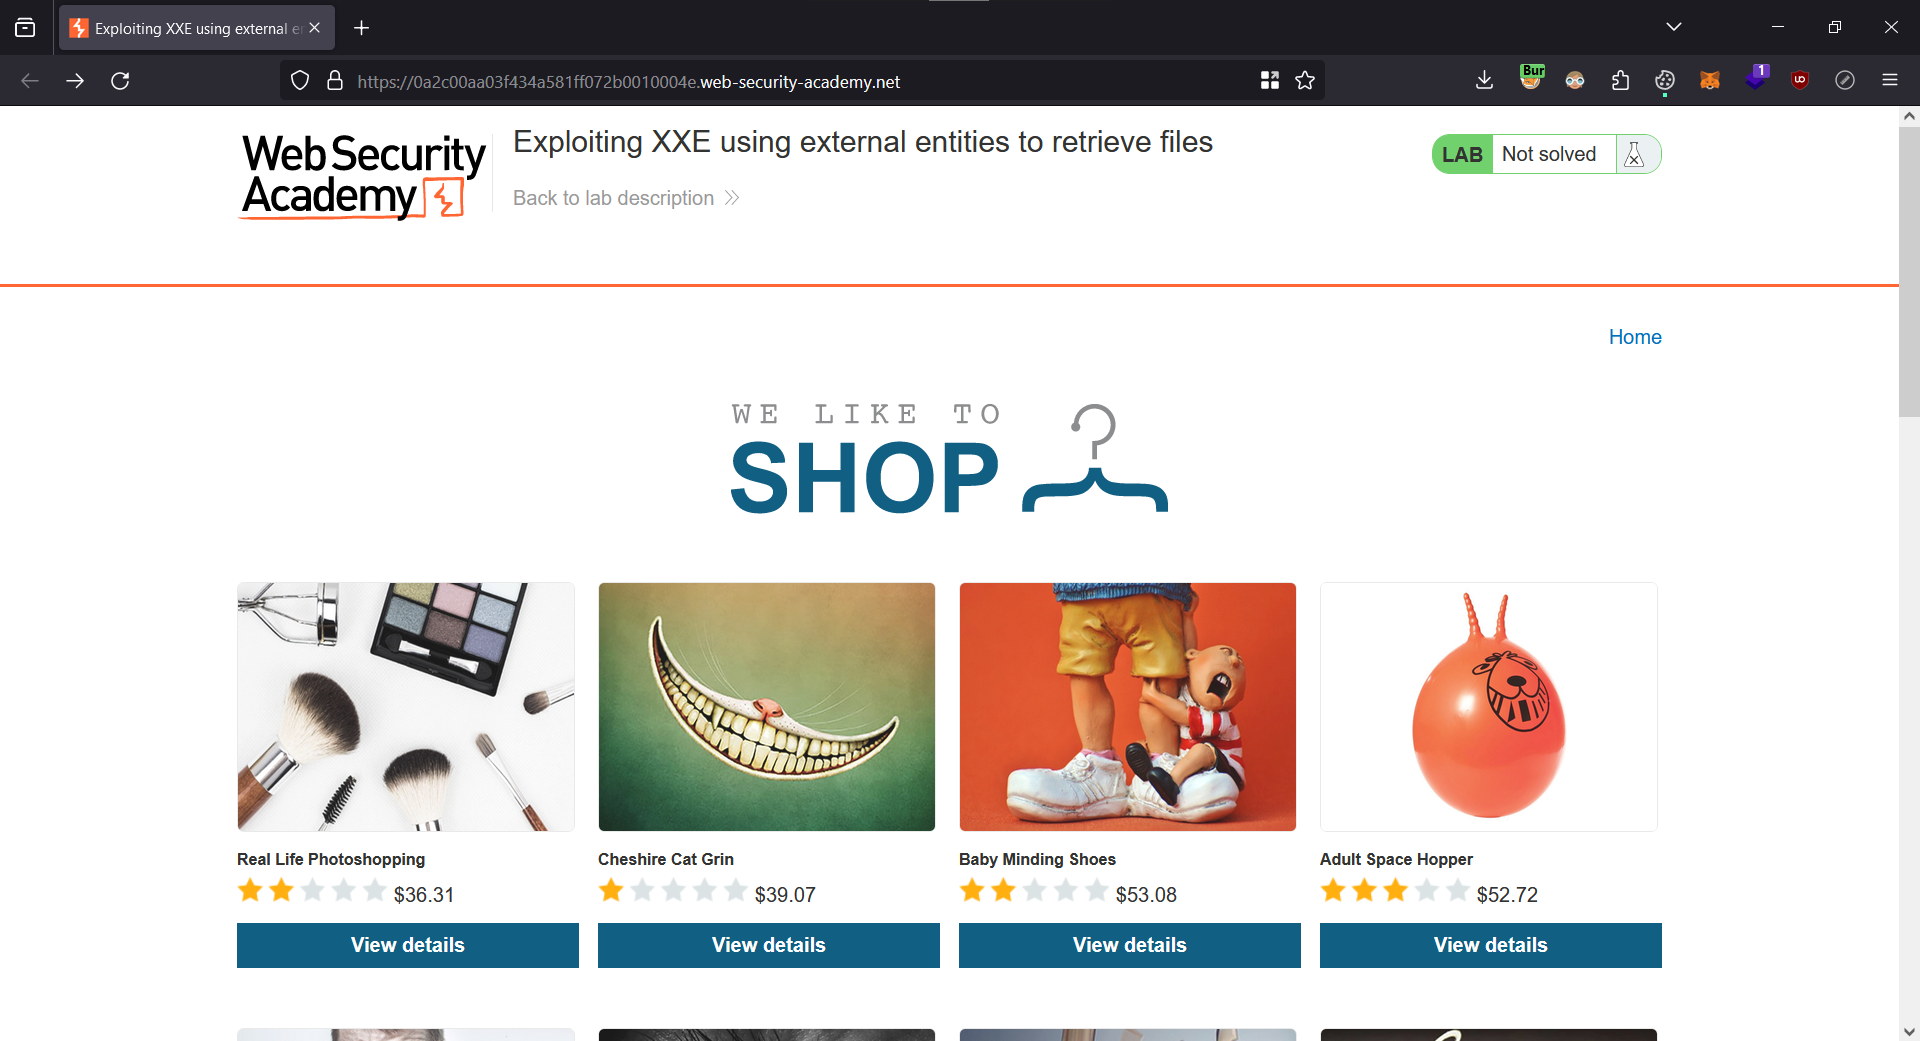 Exploiting XXE using external e
https://0a2c00aa03f434a581ff072b0010004e.web-security-academy.net
Bur
1
Web Security
Academy
Exploiting XXE using external entities to retrieve files
Back to lab description
LAB Not solved
Home
WE LIKE TO
SHOP
Real Life Photoshopping
$36.31
View details
Cheshire Cat Grin
$39.07
View details
Baby Minding Shoes
$53.08
View details
Adult Space Hopper
$52.72
View details